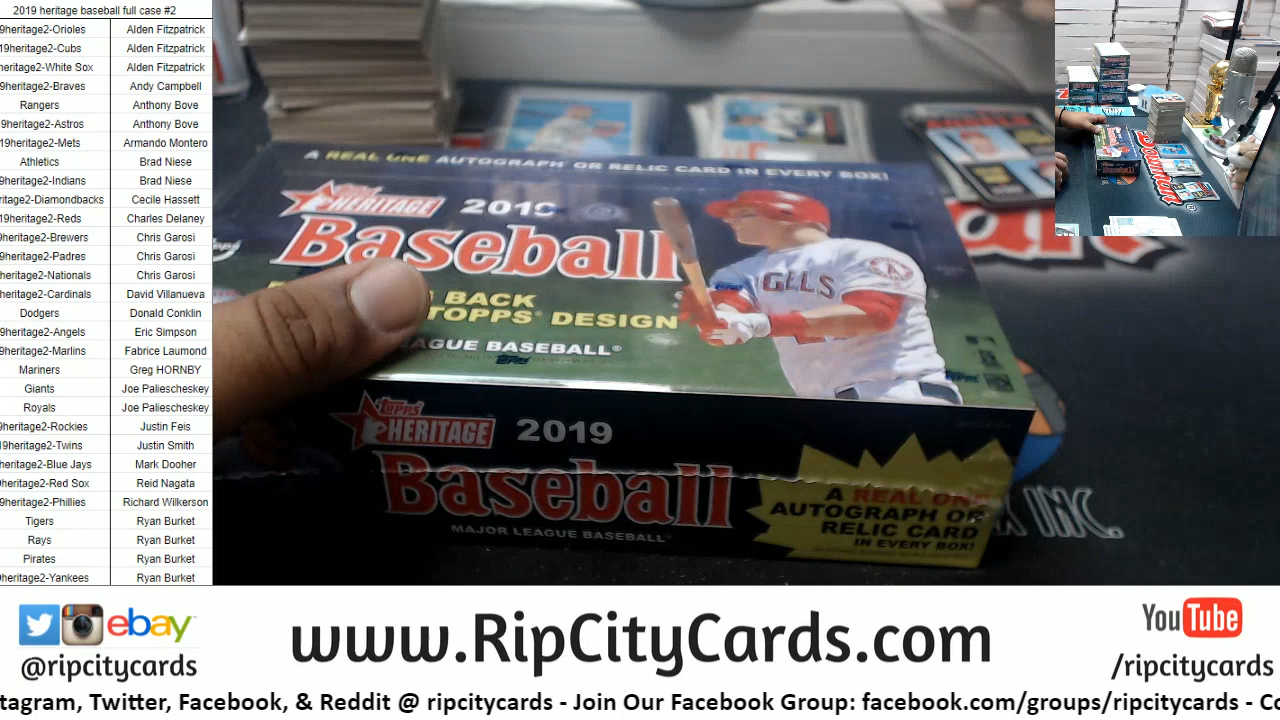 2019 heritage baseball full case #2
9heritage2-Orioles Alden Fitzpatrick
19heritage2-Cubs Alden Fitzpatrick
heritage2-White Sox Alden Fitzpatrick
9heritage2-Braves Andy Campbell
Rangers Anthony Bove
9heritage2-Astros Anthony Bove
19heritage2-Mets Armando Montero
Athletics Brad Niese
9heritage2-Indians Brad Niese
ritage2-Diamondbacks Cecile Hassett
19heritage2-Reds Charles Delaney
heritage2-Brewers Chris Garosi
9heritage2-Padres Chris Garosi
eritage2-Nationals Chris Garosi
heritage2-Cardinals David Villanueva
Dodgers Donald Conklin
9heritage2-Angels Eric Simpson
heritage2-Marlins Fabrice Laumond
Mariners Greg HORNBY
Giants Joe Paliescheskey
Royals Joe Paliescheskey
heritage2-Rockies Justin Feis
19heritage2-Twins Justin Smith
heritage2-Blue Jays Mark Dooher
heritage2-Red Sox Reid Nagata
9heritage2-Phillies Richard Wilkerson
Tigers Ryan Burket
Rays Ryan Burket
Pirates Ryan Burket
heritage2-Yankees Ryan Burket
A REAL ONE AUTOGRAPH OR RELIC CARD IN EVERY BOX!
Topps HERITAGE 2019
Baseball
BACK
TOPPS® DESIGN
AGUE BASEBALL®
ANGELS
Topps HERITAGE 2019
Baseball
MAJOR LEAGUE BASEBALL®
A REAL ONE
AUTOGRAPH OR
RELIC CARD
IN EVERY BOX!
INC.
Bowman
ebay
@ripcitycards
www.RipCityCards.com
YouTube
/ripcitycards
stagram, Twitter, Facebook, & Reddit @ ripcitycards - Join Our Facebook Group: facebook.com/groups/ripcitycards - Co